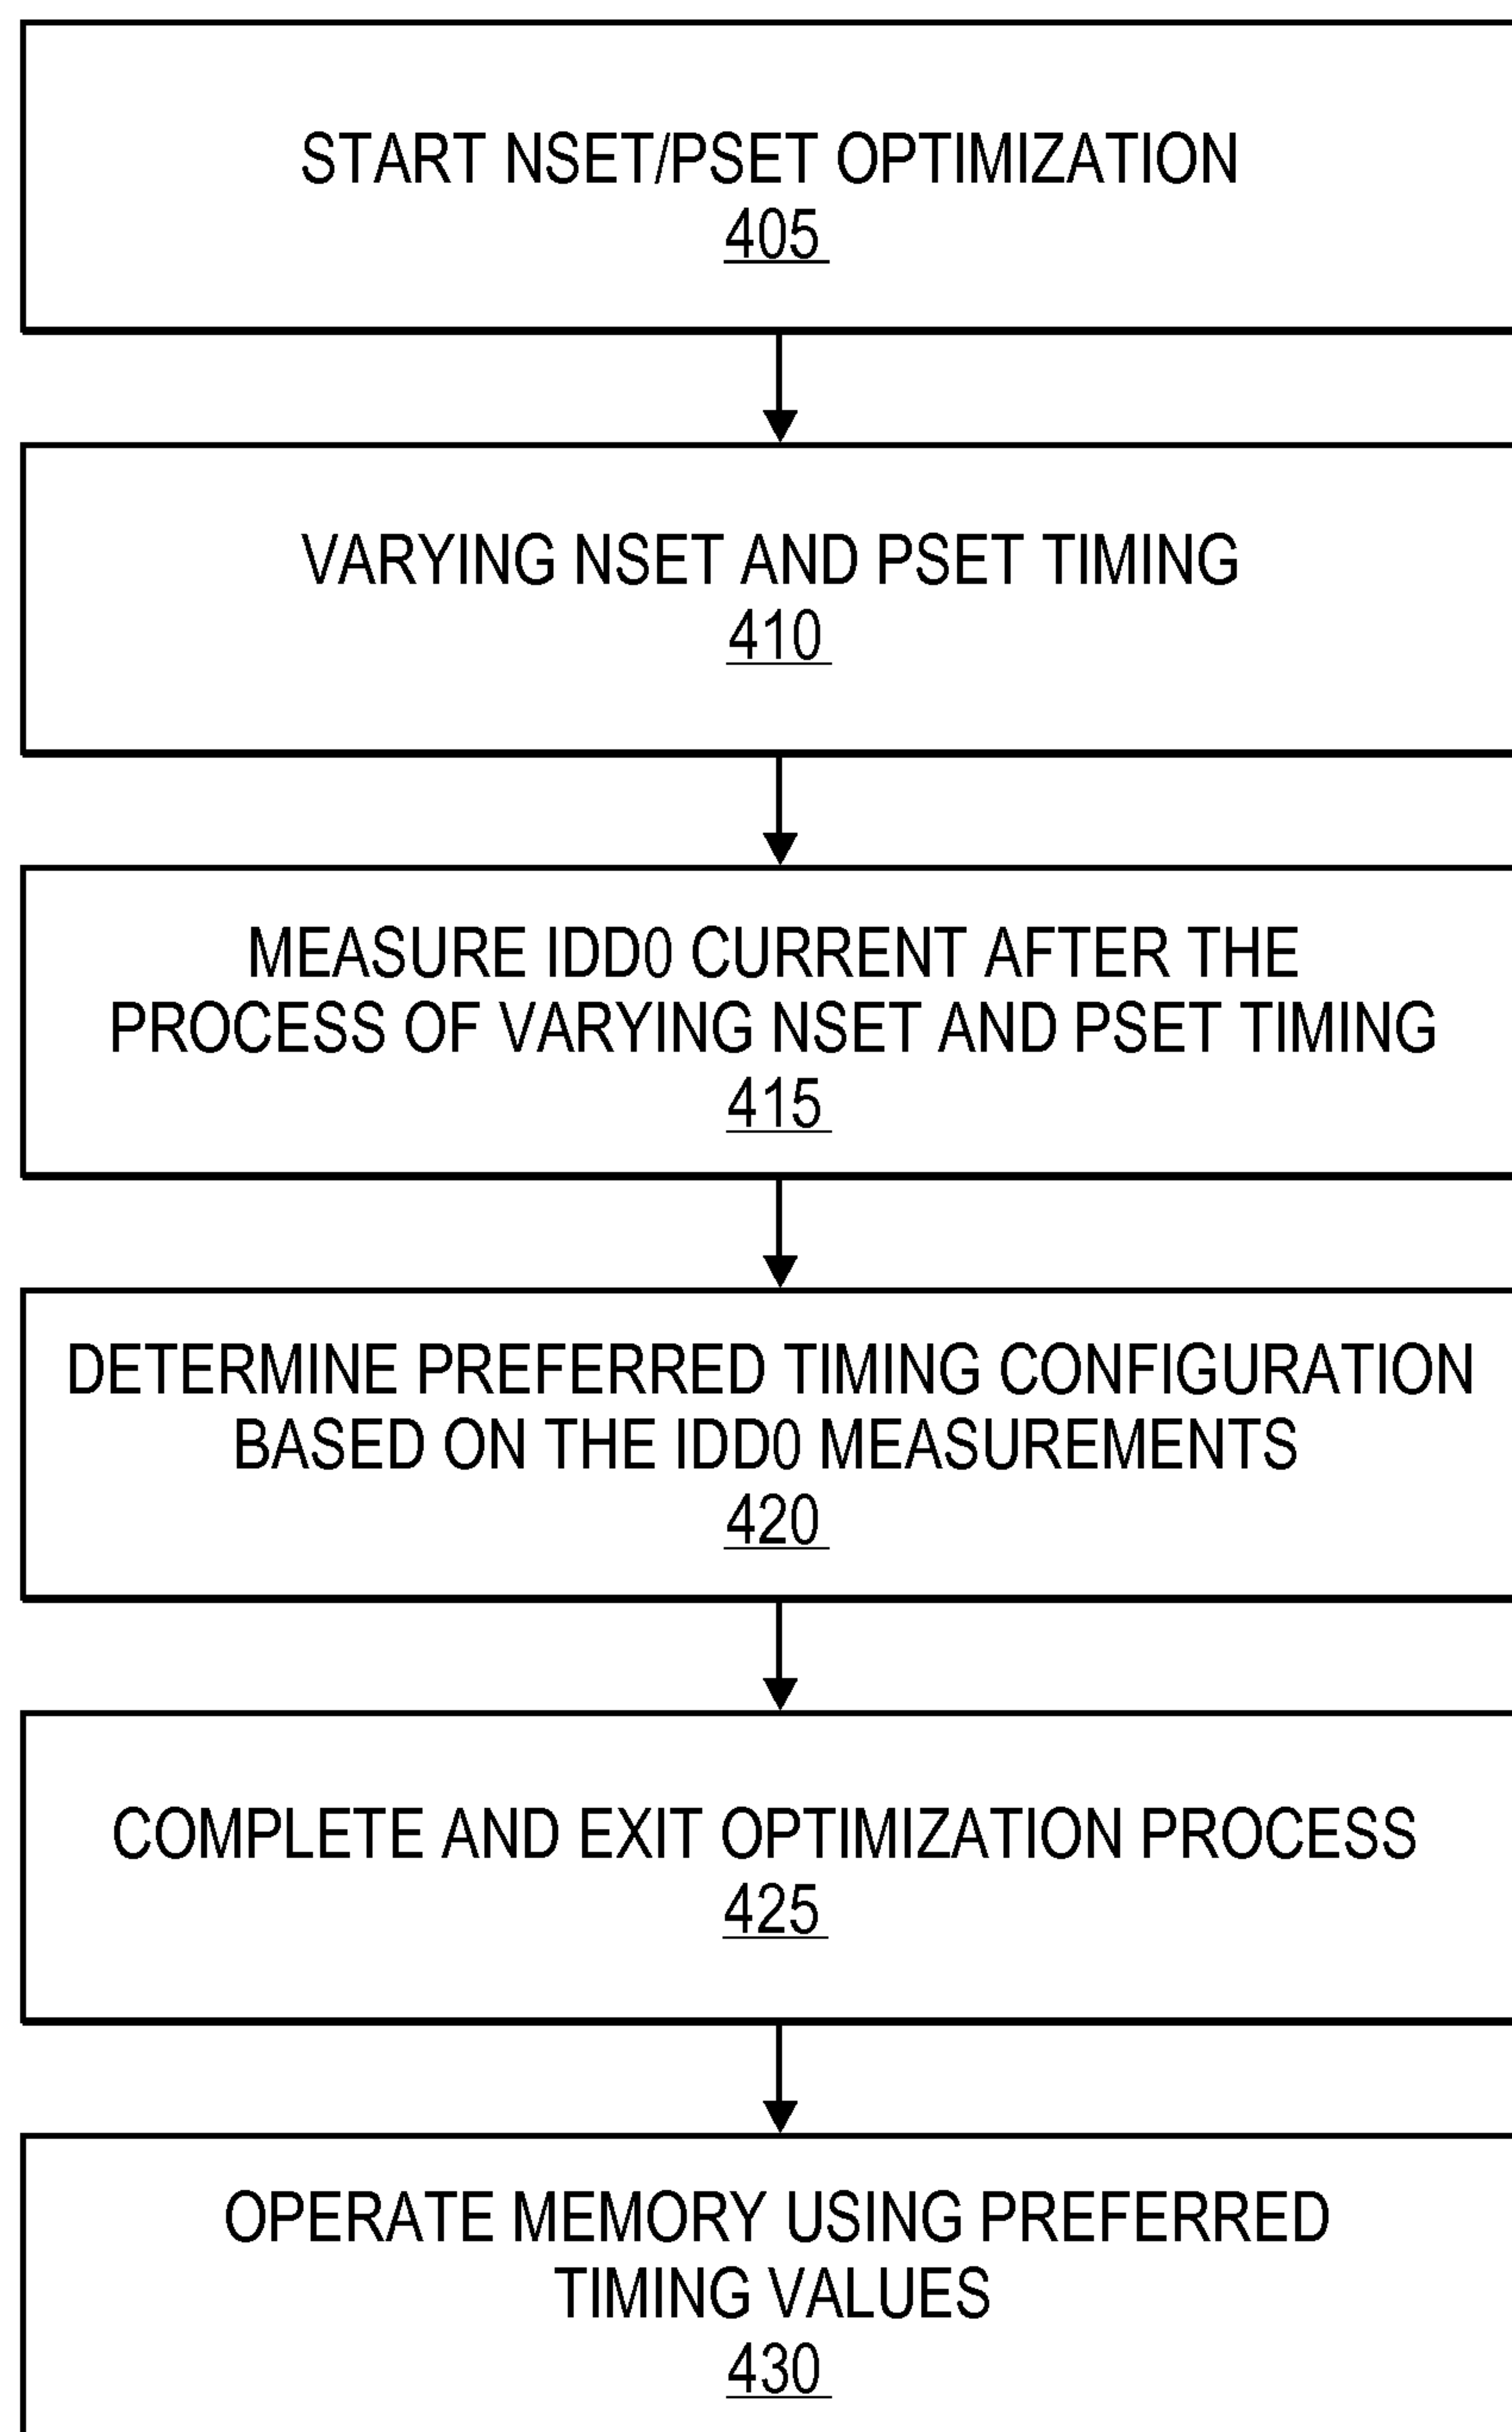 START NSET/PSET OPTIMIZATION
405
VARYING NSET AND PSET TIMING
410
MEASURE IDD0 CURRENT AFTER THE
PROCESS OF VARYING NSET AND PSET TIMING
415
DETERMINE PREFERRED TIMING CONFIGURATION
BASED ON THE IDD0 MEASUREMENTS
420
COMPLETE AND EXIT OPTIMIZATION PROCESS
425
OPERATE MEMORY USING PREFERRED
TIMING VALUES
430